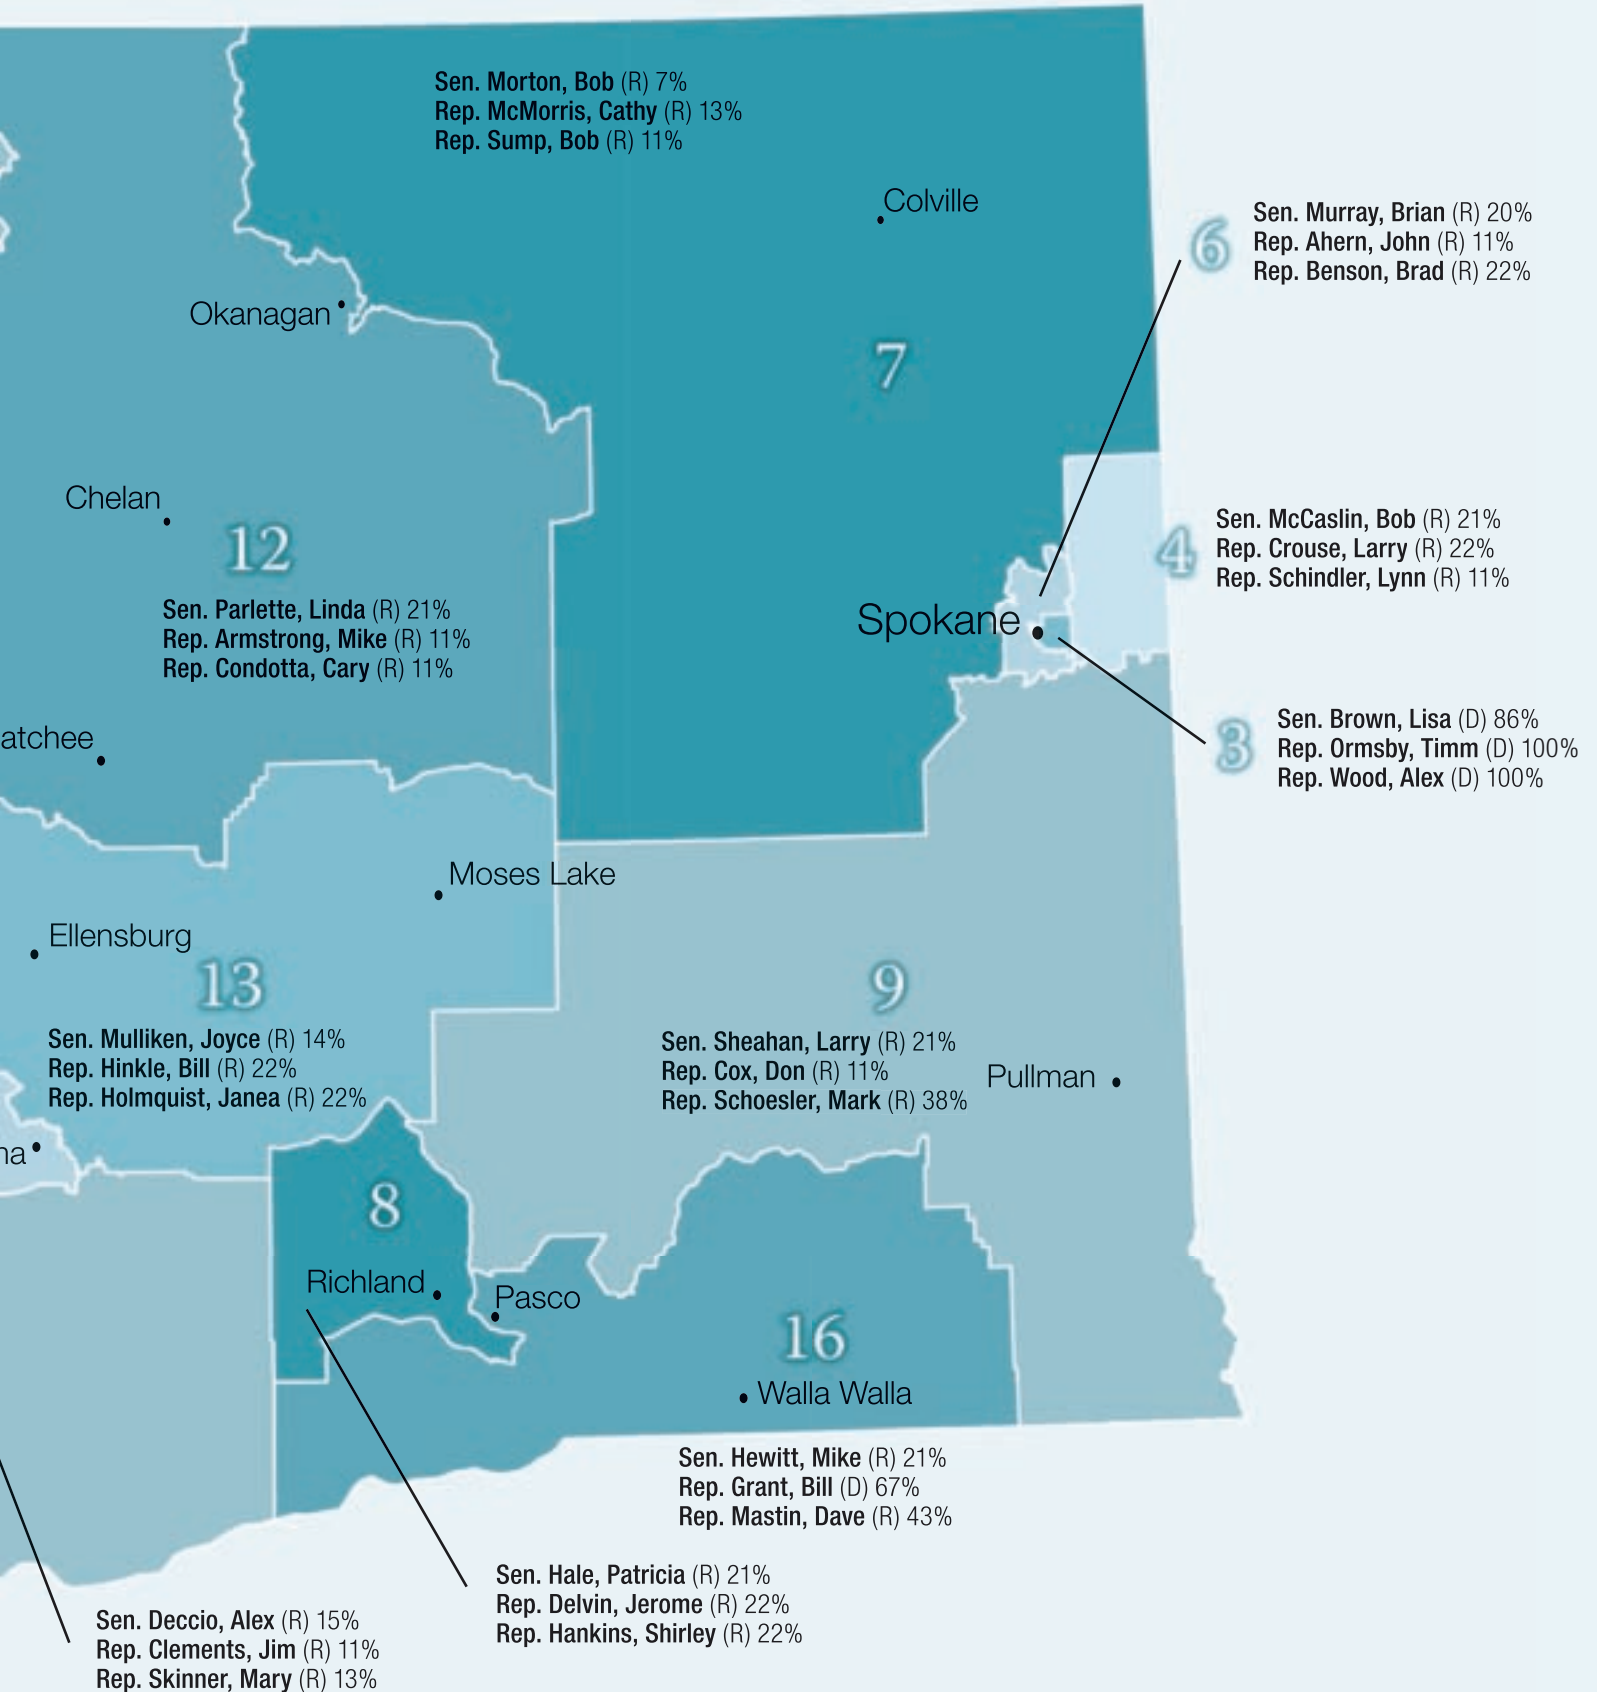 Sen. Morton, Bob (R) 7%
Rep. McMorris, Cathy (R) 13%
Rep. Sump, Bob (R) 11%
Colville
6
Sen. Murray, Brian (R) 20%
Rep. Ahern, John (R) 11%
Rep. Benson, Brad (R) 22%
Okanagan
7
Chelan
12
Sen. Parlette, Linda (R) 21%
Rep. Armstrong, Mike (R) 11%
Rep. Condotta, Cary (R) 11%
4
Sen. McCaslin, Bob (R) 21%
Rep. Crouse, Larry (R) 22%
Rep. Schindler, Lynn (R) 11%
Spokane
3
Sen. Brown, Lisa (D) 86%
Rep. Ormsby, Timm (D) 100%
Rep. Wood, Alex (D) 100%
atchee
Moses Lake
Ellensburg
13
Sen. Mulliken, Joyce (R) 14%
Rep. Hinkle, Bill (R) 22%
Rep. Holmquist, Janea (R) 22%
9
Sen. Sheahan, Larry (R) 21%
Rep. Cox, Don (R) 11%
Rep. Schoesler, Mark (R) 38%
Pullman
na
8
Richland
Pasco
16
Walla Walla
Sen. Hewitt, Mike (R) 21%
Rep. Grant, Bill (D) 67%
Rep. Mastin, Dave (R) 43%
Sen. Hale, Patricia (R) 21%
Rep. Delvin, Jerome (R) 22%
Rep. Hankins, Shirley (R) 22%
Sen. Deccio, Alex (R) 15%
Rep. Clements, Jim (R) 11%
Rep. Skinner, Mary (R) 13%